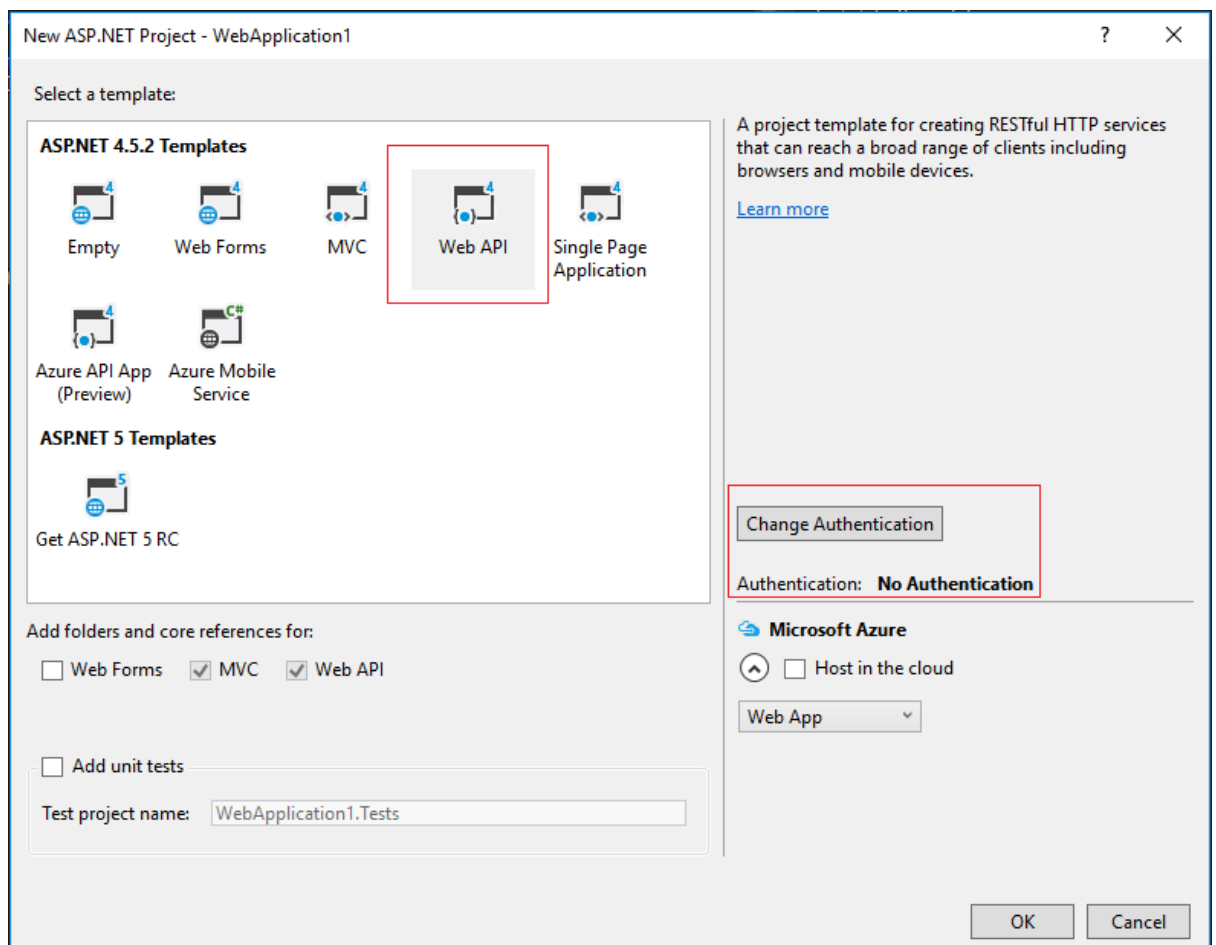 New ASP.NET Project - WebApplication1
?
Select a template:
ASP.NET 4.5.2 Templates
4
4
4
4
4
Empty
Web Forms
MVC
Web API
Single Page
Application
4
C#
Azure API App
(Preview)
Azure Mobile
Service
ASP.NET 5 Templates
5
Get ASP.NET 5 RC
A project template for creating RESTful HTTP services
that can reach a broad range of clients including
browsers and mobile devices.
Learn more
Change Authentication
Authentication: No Authentication
Add folders and core references for:
Web Forms MVC Web API
Microsoft Azure
Host in the cloud
Web App
Add unit tests
Test project name: WebApplication1.Tests
OK Cancel